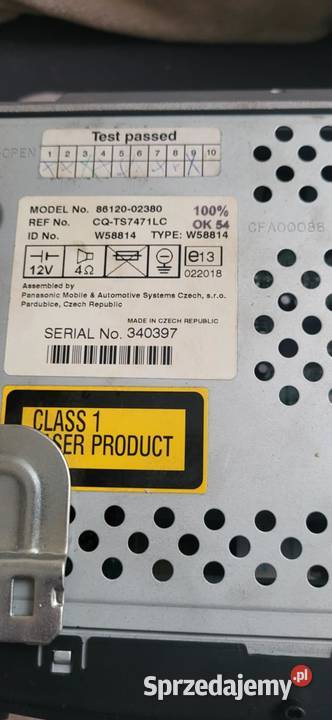 Test passed
OPEN 1 2 3 4 5 6 7 8 9 10
MODEL No. 86120-02380 100%
REF No. CQ-TS7471LC OK 54
ID No. W58814 TYPE: W58814
CFA00088
12V 4Ω e13
022018
Assembled by
Panasonic Mobile & Automotive Systems Czech, s.r.o.
Pardubice, Czech Republic
MADE IN CZECH REPUBLIC
SERIAL No. 340397
CLASS 1
LASER PRODUCT
Sprzedajemy.pl